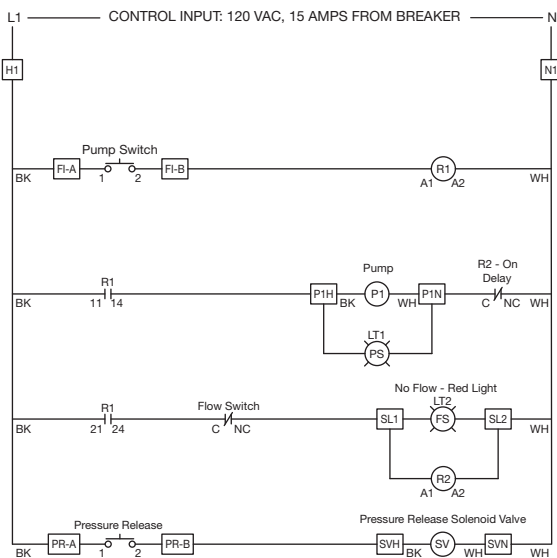 L1 CONTROL INPUT: 120 VAC, 15 AMPS FROM BREAKER N
H1 N1
Pump Switch
FI-A FI-B R1
1 2 A1 A2
BK WH
Pump R2 - On
Delay
R1 P1H BK P1 WH P1N
11 14 C NC
BK WH
LT1
PS
No Flow - Red Light
R1 Flow Switch LT2
SL1 FS SL2
21 24 C NC
BK WH
R2
A1 A2
Pressure Release Pressure Release Solenoid Valve
PR-A PR-B SVH SV SVN
BK 1 2 BK WH WH